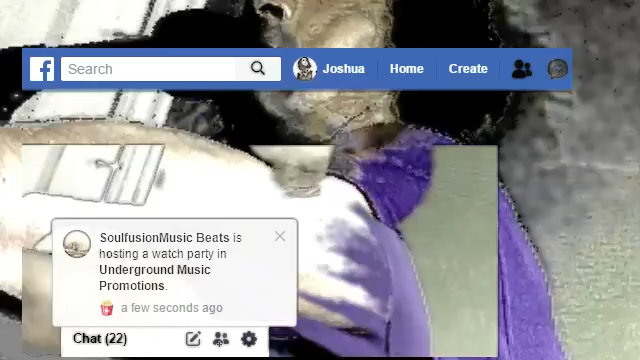 Search
Joshua
Home
Create
SoulfusionMusic Beats is
hosting a watch party in
Underground Music
Promotions.
a few seconds ago
Chat (22)